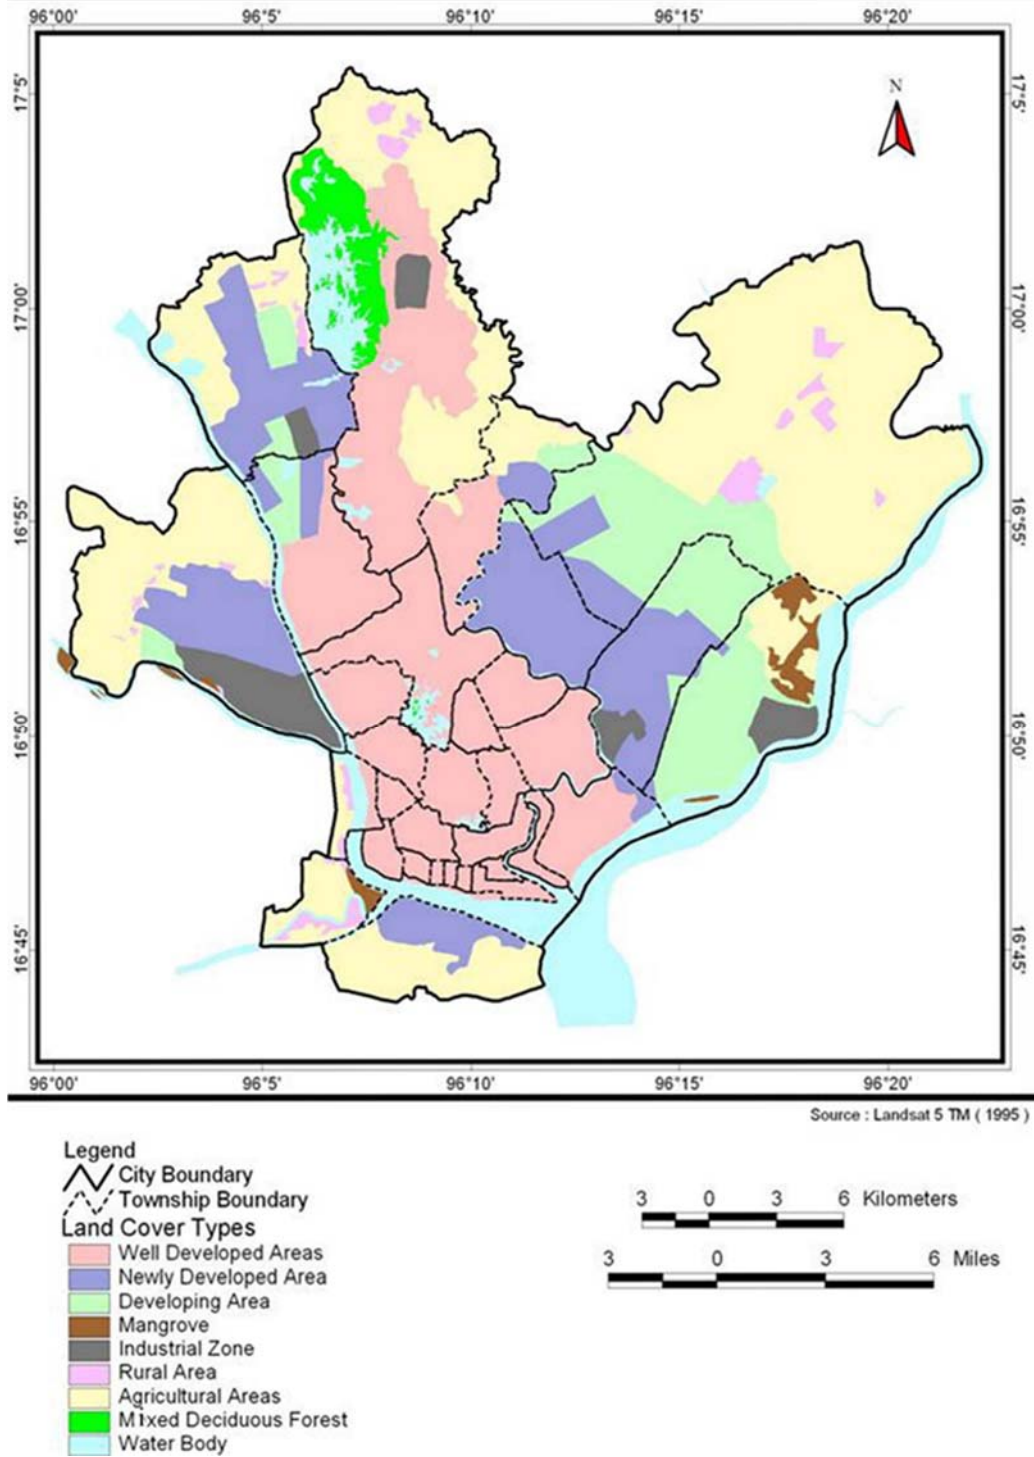 96°00' 96°5' 96°10' 96°15' 96°20'
N
17°5' 17°5'
17°00' 17°00'
16°55' 16°55'
16°50' 16°50'
16°45' 16°45'
96°00' 96°5' 96°10' 96°15' 96°20'
Source : Landsat 5 TM ( 1995 )
Legend
City Boundary
Township Boundary
Land Cover Types
Well Developed Areas
Newly Developed Area
Developing Area
Mangrove
Industrial Zone
Rural Area
Agricultural Areas
Mixed Deciduous Forest
Water Body
3 0 3 6 Kilometers
3 0 3 6 Miles